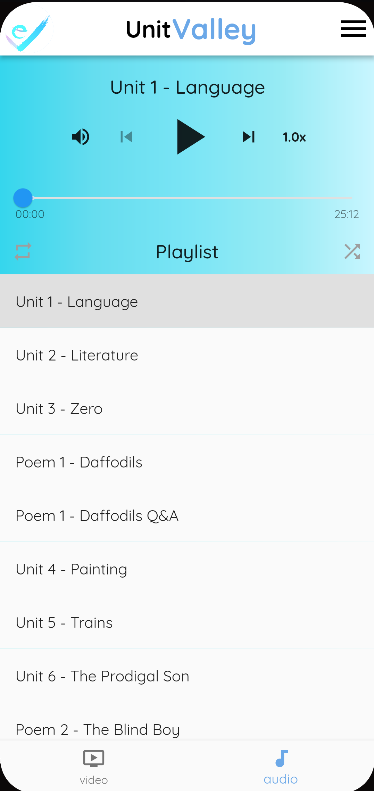 UnitValley
Unit 1 - Language
1.0x
00:00 25:12
Playlist
Unit 1 - Language
Unit 2 - Literature
Unit 3 - Zero
Poem 1 - Daffodils
Poem 1 - Daffodils Q&A
Unit 4 - Painting
Unit 5 - Trains
Unit 6 - The Prodigal Son
Poem 2 - The Blind Boy
video audio